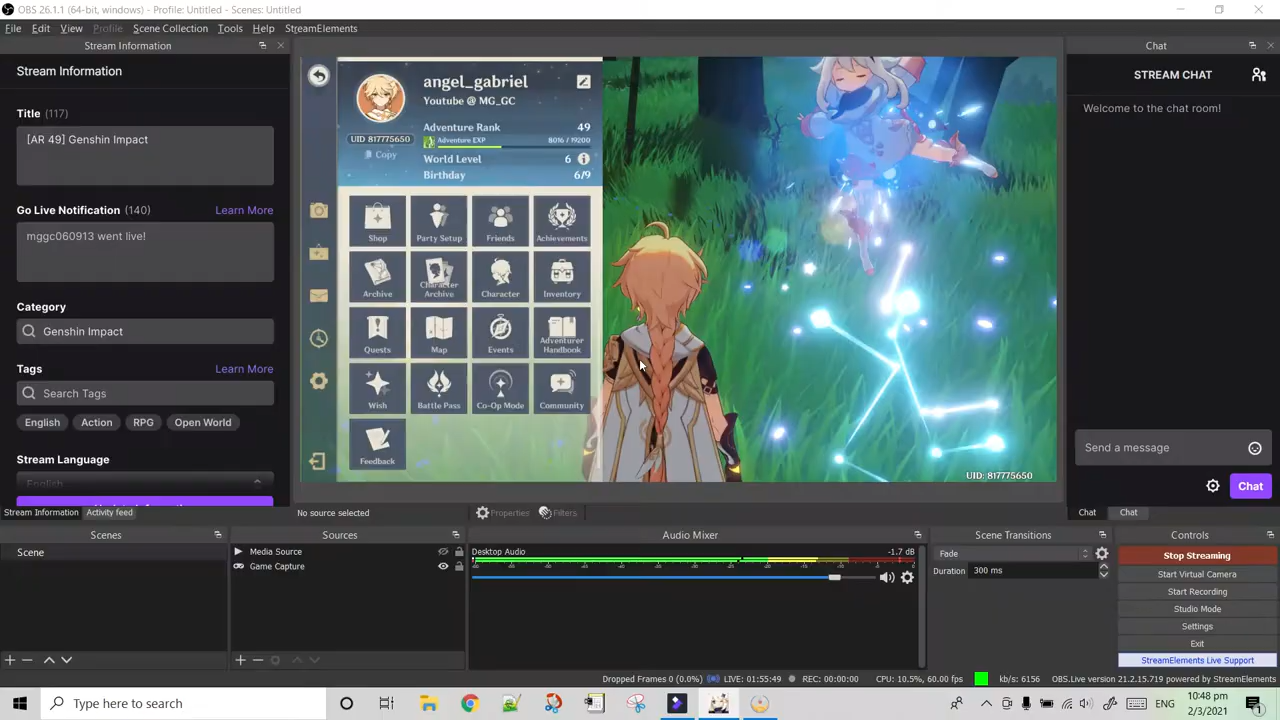 OBS 26.1.1 (64-bit, windows) - Profile: Untitled - Scenes: Untitled
File Edit View Profile Scene Collection Tools Help StreamElements
Stream Information
Stream Information
Title (117)
[AR 49] Genshin Impact
Go Live Notification (140) Learn More
mggc060913 went live!
Category
Genshin Impact
Tags Learn More
Search Tags
English Action RPG Open World
Stream Language
English
Stream Information Activity feed
angel_gabriel
Youtube @ MG_GC
UID 817775650
Copy
Adventure Rank 49
Adventure EXP 8016 / 19200
World Level 6
Birthday 6/9
Shop Party Setup Friends Achievements
Archive Character Archive Character Inventory
Quests Map Events Adventurer Handbook
Wish Battle Pass Co-Op Mode Community
Feedback
UID: 817775650
Chat
STREAM CHAT
Welcome to the chat room!
Send a message
Chat
Chat Chat
No source selected Properties Filters
Scenes
Scene
Sources
Media Source
Game Capture
Audio Mixer
Desktop Audio -1.7 dB
Scene Transitions
Fade
Duration 300 ms
Controls
Stop Streaming
Start Virtual Camera
Start Recording
Studio Mode
Settings
Exit
StreamElements Live Support
Dropped Frames 0 (0.0%) LIVE: 01:55:49 REC: 00:00:00 CPU: 10.5%, 60.00 fps kb/s: 6156 OBS.Live version 21.2.15.719 powered by StreamElements
Type here to search
ENG
10:48 pm
2/3/2021
1